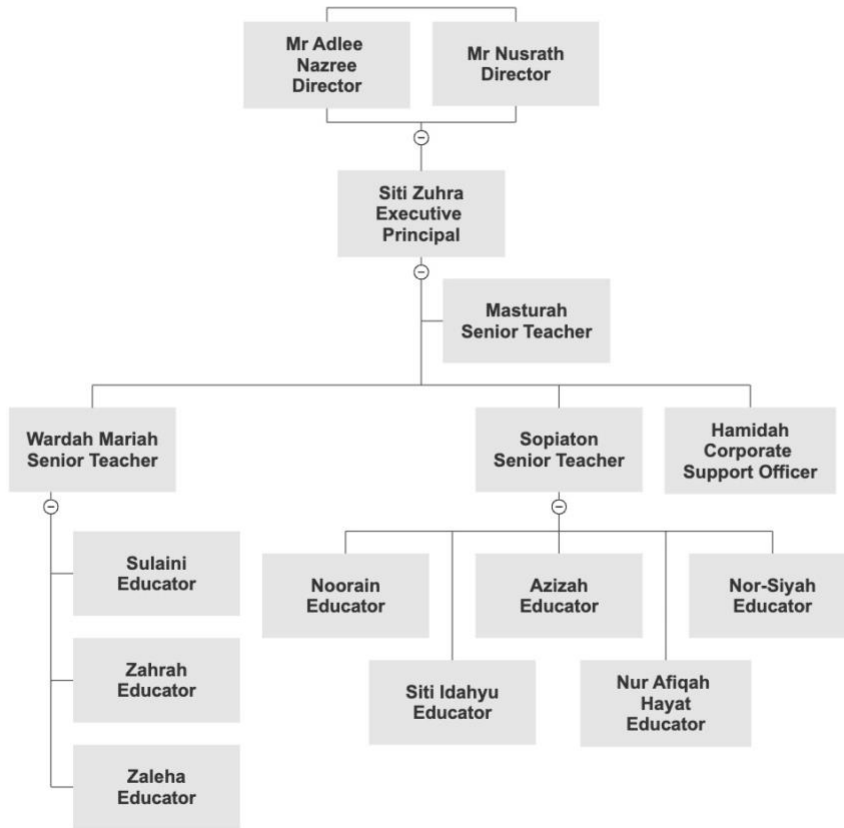 Mr Adlee
Nazree
Director
Mr Nusrath
Director
Siti Zuhra
Executive
Principal
Masturah
Senior Teacher
Wardah Mariah
Senior Teacher
Sopiaton
Senior Teacher
Hamidah
Corporate
Support Officer
Sulaini
Educator
Zahrah
Educator
Zaleha
Educator
Noorain
Educator
Siti Idahyu
Educator
Azizah
Educator
Nur Afiqah
Hayat
Educator
Nor-Siyah
Educator